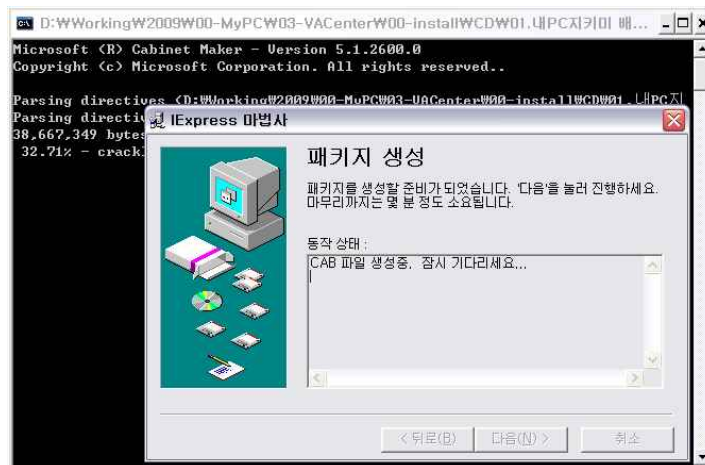 D:\Working\2009\00-MyPC\03-VACenter\00-install\CD\01.내PC지키미 배...
Microsoft (R) Cabinet Maker - Version 5.1.2600.0
Copyright (c) Microsoft Corporation. All rights reserved..
Parsing directives (D:\Working\2009\00-MyPC\03-VACenter\00-install\CD\01.내PC지
Parsing directiv
38,667,349 bytes
32.71% - crackl
IExpress 마법사
패키지 생성
패키지를 생성할 준비가 되었습니다. '다음'을 눌러 진행하세요.
마무리까지는 몇 분 정도 소요됩니다.
동작 상태 :
CAB 파일 생성중, 잠시 기다리세요...
< 뒤로(B)
다음(N) >
취소